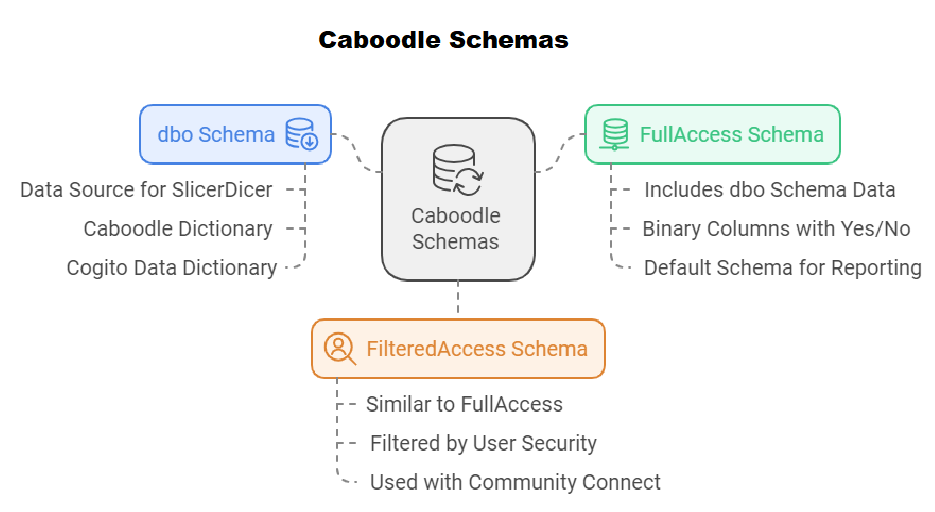 Caboodle Schemas
dbo Schema
Data Source for SlicerDicer
Caboodle Dictionary
Cogito Data Dictionary
Caboodle
Schemas
FullAccess Schema
Includes dbo Schema Data
Binary Columns with Yes/No
Default Schema for Reporting
FilteredAccess Schema
Similar to FullAccess
Filtered by User Security
Used with Community Connect